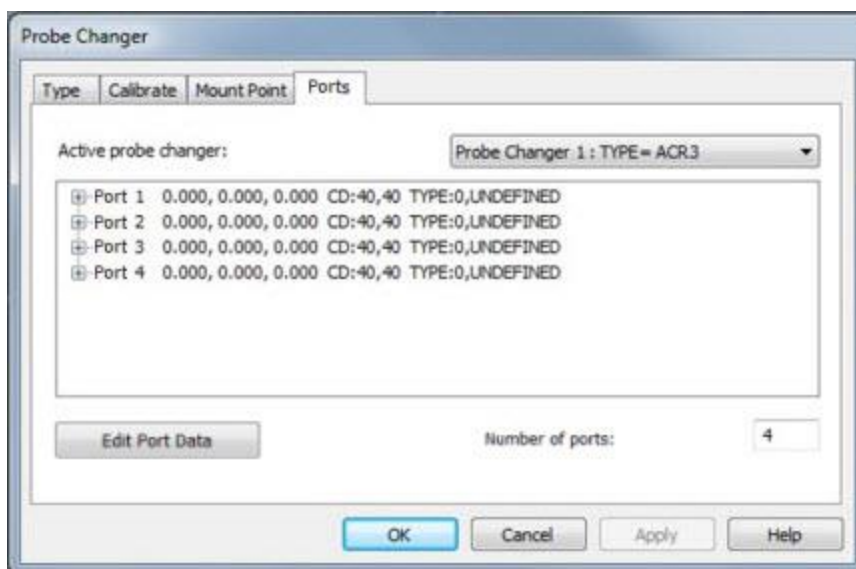 Probe Changer
Type Calibrate Mount Point Ports
Active probe changer: Probe Changer 1 : TYPE= ACR3
Port 1 0.000, 0.000, 0.000 CD:40,40 TYPE:0,UNDEFINED
Port 2 0.000, 0.000, 0.000 CD:40,40 TYPE:0,UNDEFINED
Port 3 0.000, 0.000, 0.000 CD:40,40 TYPE:0,UNDEFINED
Port 4 0.000, 0.000, 0.000 CD:40,40 TYPE:0,UNDEFINED
Edit Port Data Number of ports: 4
OK Cancel Apply Help